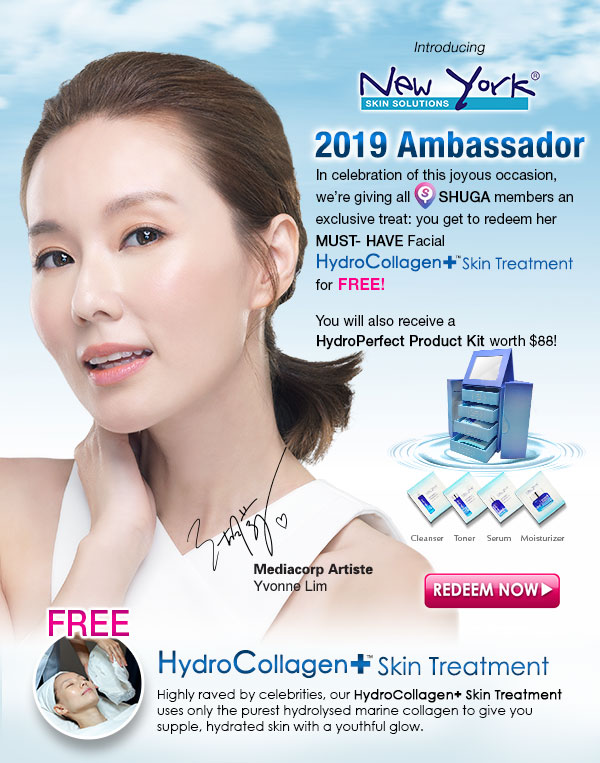 Introducing
New York®
SKIN SOLUTIONS
2019 Ambassador
In celebration of this joyous occasion,
we're giving all S SHUGA members an
exclusive treat: you get to redeem her
MUST- HAVE Facial
HydroCollagen+™ Skin Treatment
for FREE!
You will also receive a
HydroPerfect Product Kit worth $88!
Cleanser Toner Serum Moisturizer
Mediacorp Artiste
Yvonne Lim
REDEEM NOW
FREE
HydroCollagen+™ Skin Treatment
Highly raved by celebrities, our HydroCollagen+ Skin Treatment
uses only the purest hydrolysed marine collagen to give you
supple, hydrated skin with a youthful glow.